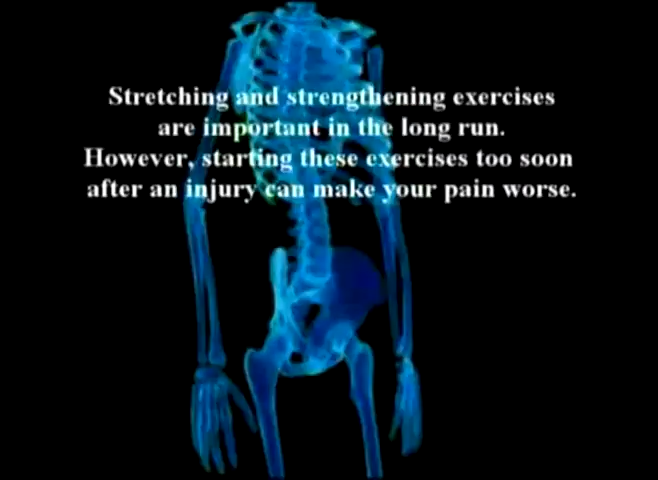 Stretching and strengthening exercises
are important in the long run.
However, starting these exercises too soon
after an injury can make your pain worse.